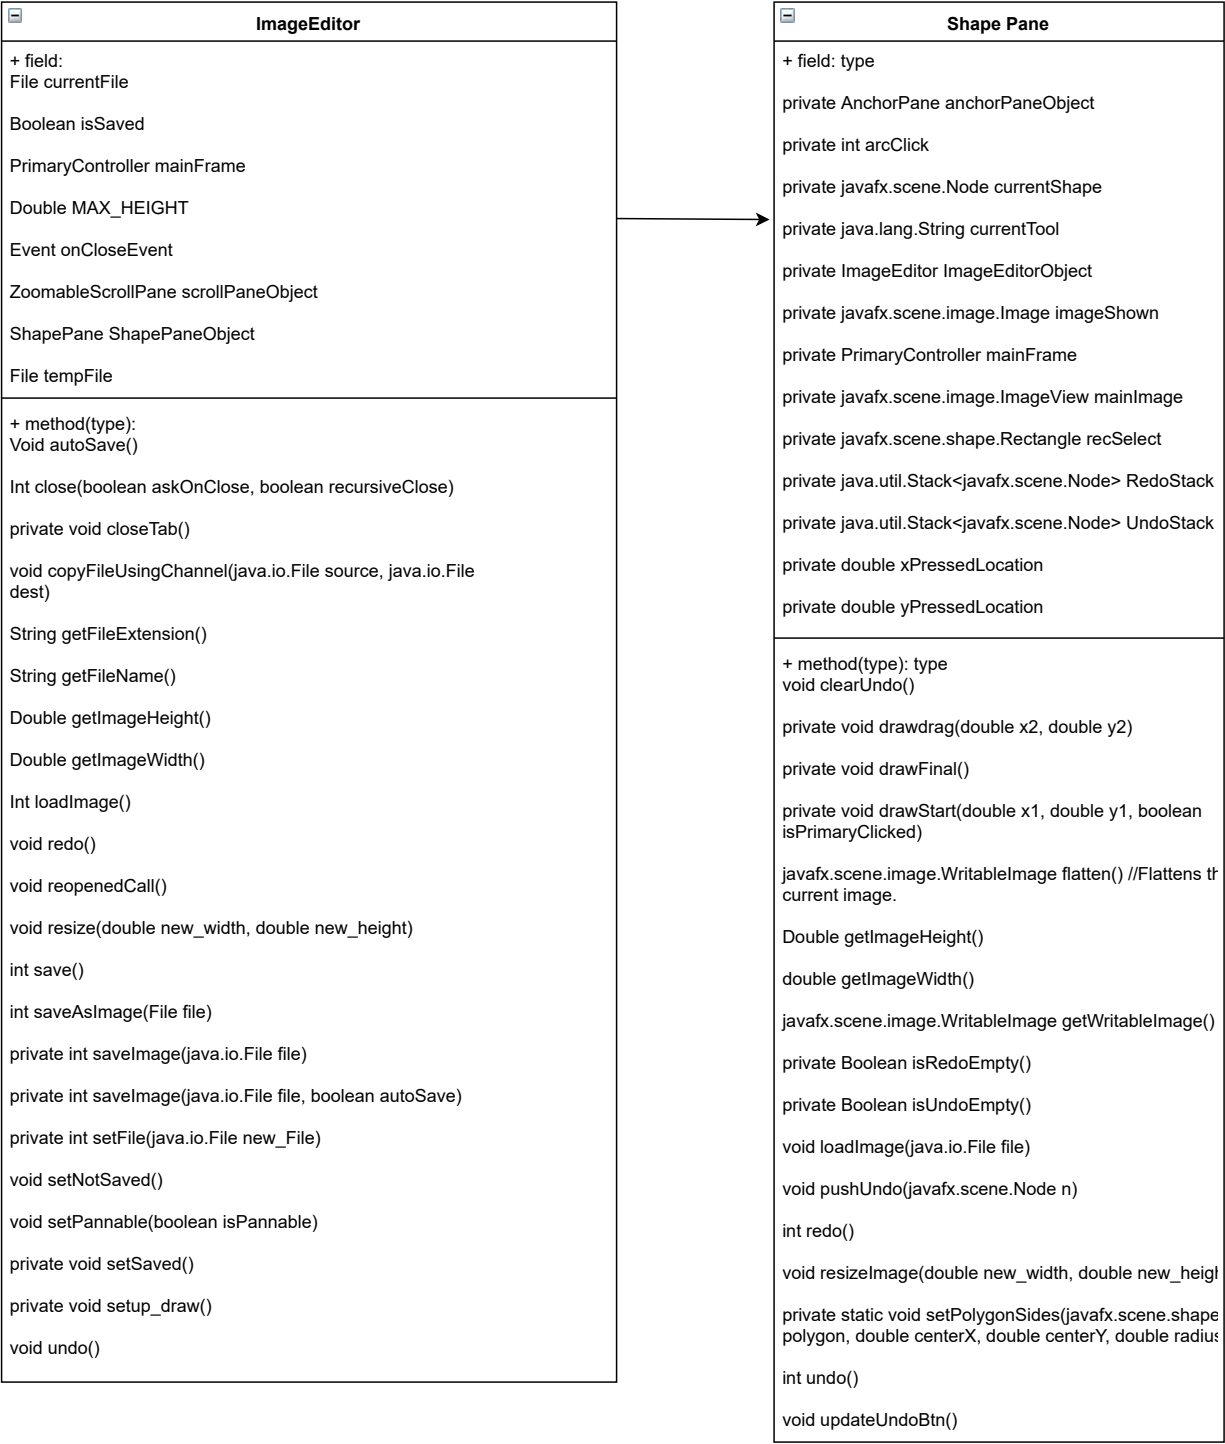 ImageEditor
+ field:
File currentFile
Boolean isSaved
PrimaryController mainFrame
Double MAX_HEIGHT
Event onCloseEvent
ZoomableScrollPane scrollPaneObject
ShapePane ShapePaneObject
File tempFile
+ method(type):
Void autoSave()
Int close(boolean askOnClose, boolean recursiveClose)
private void closeTab()
void copyFileUsingChannel(java.io.File source, java.io.File
dest)
String getFileExtension()
String getFileName()
Double getImageHeight()
Double getImageWidth()
Int loadImage()
void redo()
void reopenedCall()
void resize(double new_width, double new_height)
int save()
int saveAsImage(File file)
private int saveImage(java.io.File file)
private int saveImage(java.io.File file, boolean autoSave)
private int setFile(java.io.File new_File)
void setNotSaved()
void setPannable(boolean isPannable)
private void setSaved()
private void setup_draw()
void undo()
Shape Pane
+ field: type
private AnchorPane anchorPaneObject
private int arcClick
private javafx.scene.Node currentShape
private java.lang.String currentTool
private ImageEditor ImageEditorObject
private javafx.scene.image.Image imageShown
private PrimaryController mainFrame
private javafx.scene.image.ImageView mainImage
private javafx.scene.shape.Rectangle recSelect
private java.util.Stack<javafx.scene.Node> RedoStack
private java.util.Stack<javafx.scene.Node> UndoStack
private double xPressedLocation
private double yPressedLocation
+ method(type): type
void clearUndo()
private void drawdrag(double x2, double y2)
private void drawFinal()
private void drawStart(double x1, double y1, boolean
isPrimaryClicked)
javafx.scene.image.WritableImage flatten() //Flattens
current image.
Double getImageHeight()
double getImageWidth()
javafx.scene.image.WritableImage getWritableImage()
private Boolean isRedoEmpty()
private Boolean isUndoEmpty()
void loadImage(java.io.File file)
void pushUndo(javafx.scene.Node n)
int redo()
void resizeImage(double new_width, double
private static void setPolygonSides(javafx.scene.shape
polygon, double centerX, double centerY, double
int undo()
void updateUndoBtn()